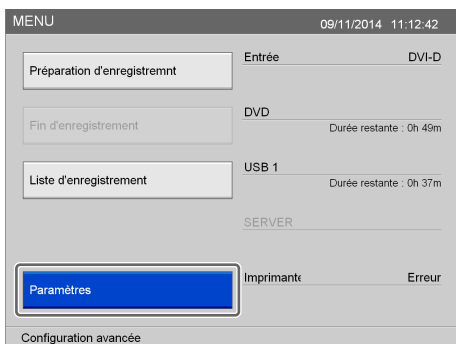 MENU 09/11/2014 11:12:42
Préparation d'enregistremnt
Entrée DVI-D
Fin d'enregistrement
DVD
Durée restante : 0h 49m
Liste d'enregistrement
USB 1
Durée restante : 0h 37m
SERVER
Paramètres
Imprimante Erreur
Configuration avancée